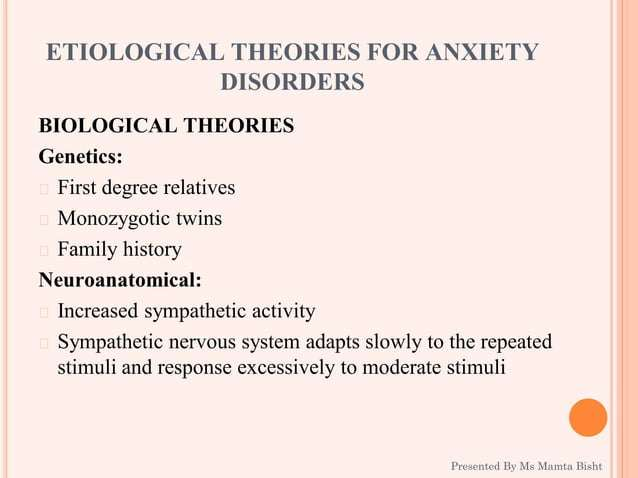 ETIOLOGICAL THEORIES FOR ANXIETY
DISORDERS
BIOLOGICAL THEORIES
Genetics:
First degree relatives
Monozygotic twins
Family history
Neuroanatomical:
Increased sympathetic activity
Sympathetic nervous system adapts slowly to the repeated
stimuli and response excessively to moderate stimuli
Presented By Ms Mamta Bisht